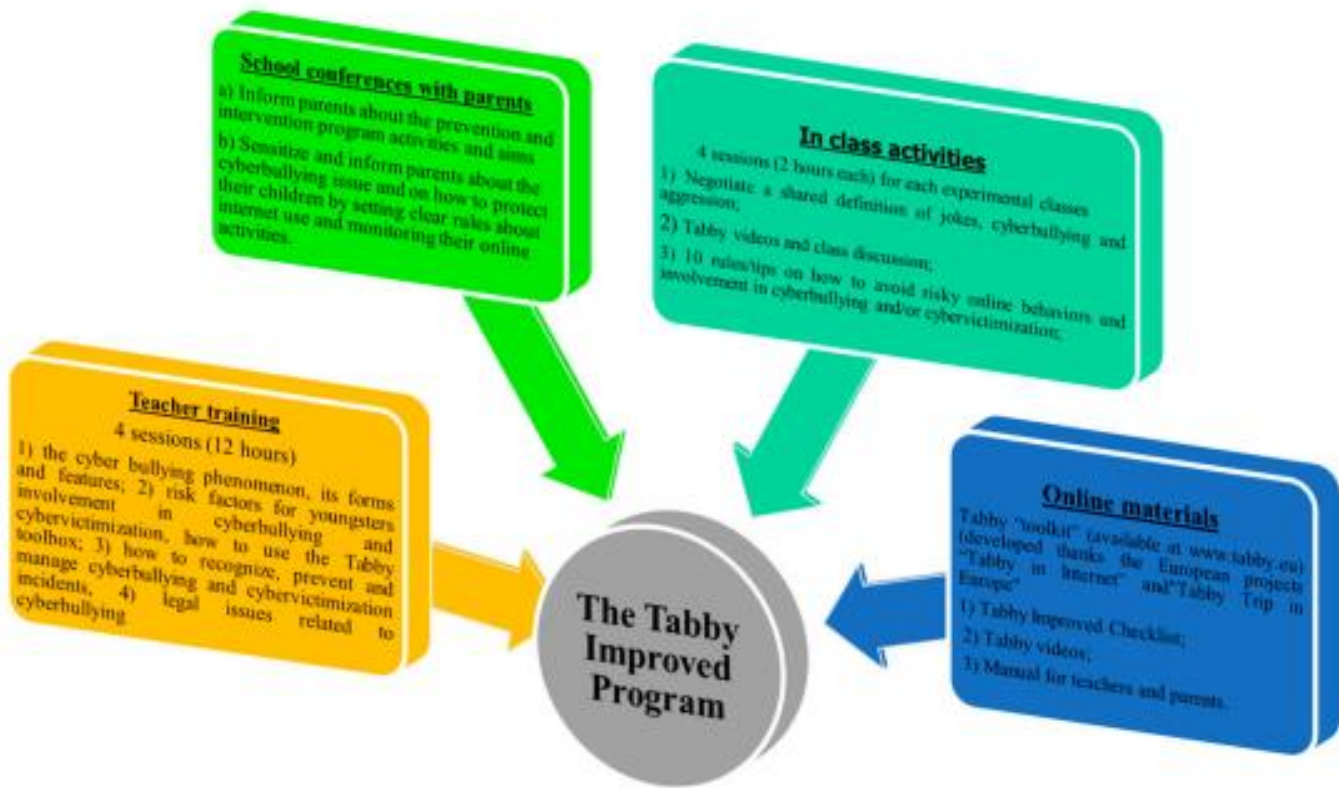 School conferences with parents
a) Inform parents about the prevention and
intervention program activities and aims
b) Sensitize and inform parents about the
cyberbullying issue and on how to protect
their children by setting clear rules about
internet use and monitoring their online
activities.
In class activities
4 sessions (2 hours each) for each experimental classes
1) Negotiate a shared definition of jokes, cyberbullying and
aggression;
2) Tabby videos and class discussion;
3) 10 rules/tips on how to avoid risky online behaviors and
involvement in cyberbullying and/or cybervictimization;
Teacher training
4 sessions (12 hours)
1) the cyber bullying phenomenon, its forms
and features; 2) risk factors for youngsters
involvement in cyberbullying and
cybervictimization, how to use the Tabby
toolbox; 3) how to recognize, prevent and
manage cyberbullying and cybervictimization
incidents, 4) legal issues related to
cyberbullying
Online materials
Tabby "toolkit" (available at www.tabby.eu)
(developed thanks the European projects
"Tabby in Internet" and"Tabby Trip in
Europe"
1) Tabby Improved Checklist;
2) Tabby videos;
3) Manual for teachers and parents.
The Tabby
Improved
Program